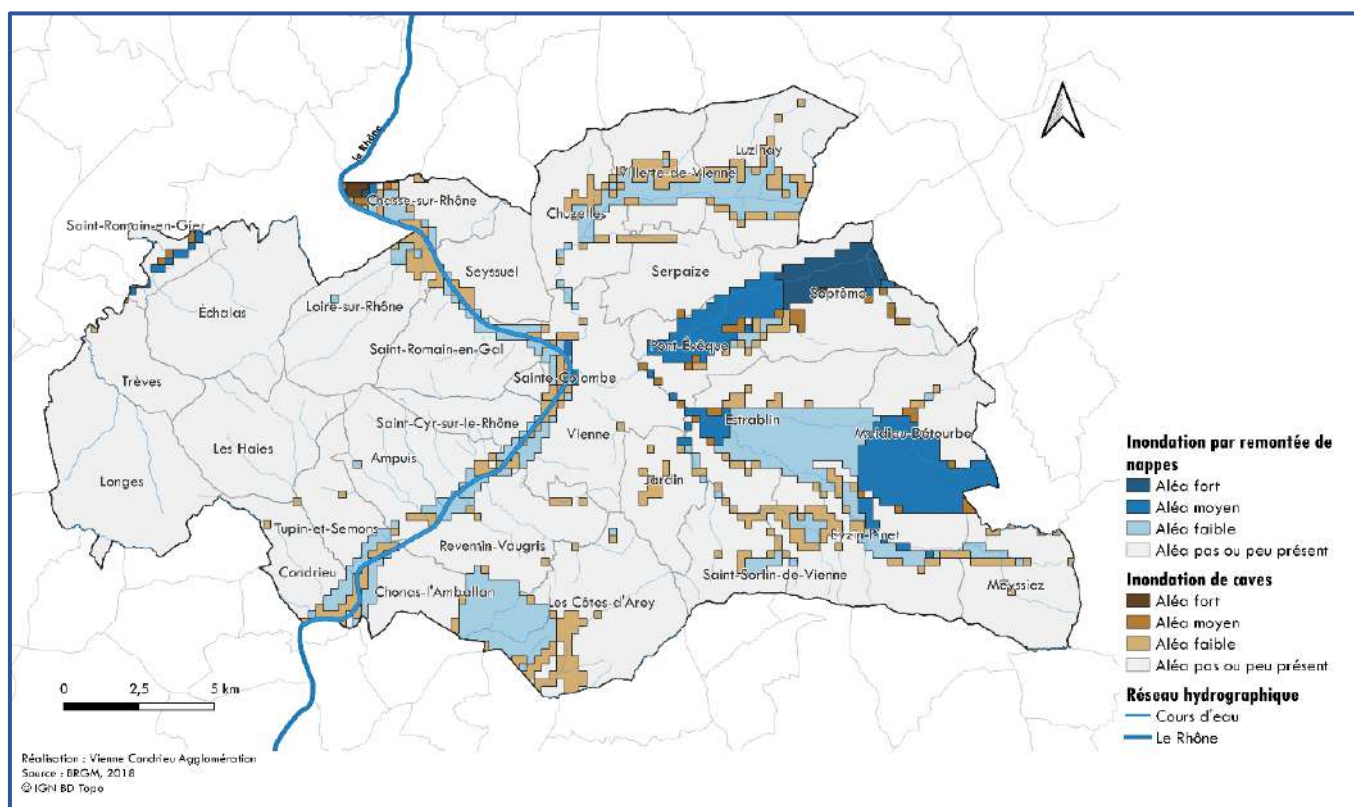 le Rhône
Luzinay
Villette-de-Vienne
Chasse-sur-Rhône
Chuzelles
Saint-Romain-en-Gier
Seyssuel
Serpaize
Septème
Échalas
Loire-sur-Rhône
Saint-Romain-en-Gal
Pont-Évêque
Trèves
Sainte-Colombe
Saint-Cyr-sur-le-Rhône
Vienne
Estrablin
Moidieu-Détourbe
Les Haies
Ampuis
Longes
Jardin
Tupin-et-Semons
Reventin-Vaugris
Eyzin-Pinet
Condrieu
Chonas-l'Amballan
Les Côtes-d'Arey
Saint-Sorlin-de-Vienne
Meyssiez
Inondation par remontée de
nappes
Aléa fort
Aléa moyen
Aléa faible
Aléa pas ou peu présent
Inondation de caves
Aléa fort
Aléa moyen
Aléa faible
Aléa pas ou peu présent
Réseau hydrographique
Cours d'eau
Le Rhône
0 2,5 5 km
Réalisation : Vienne Condrieu Agglomération
Source : BRGM, 2018
© IGN BD Topo